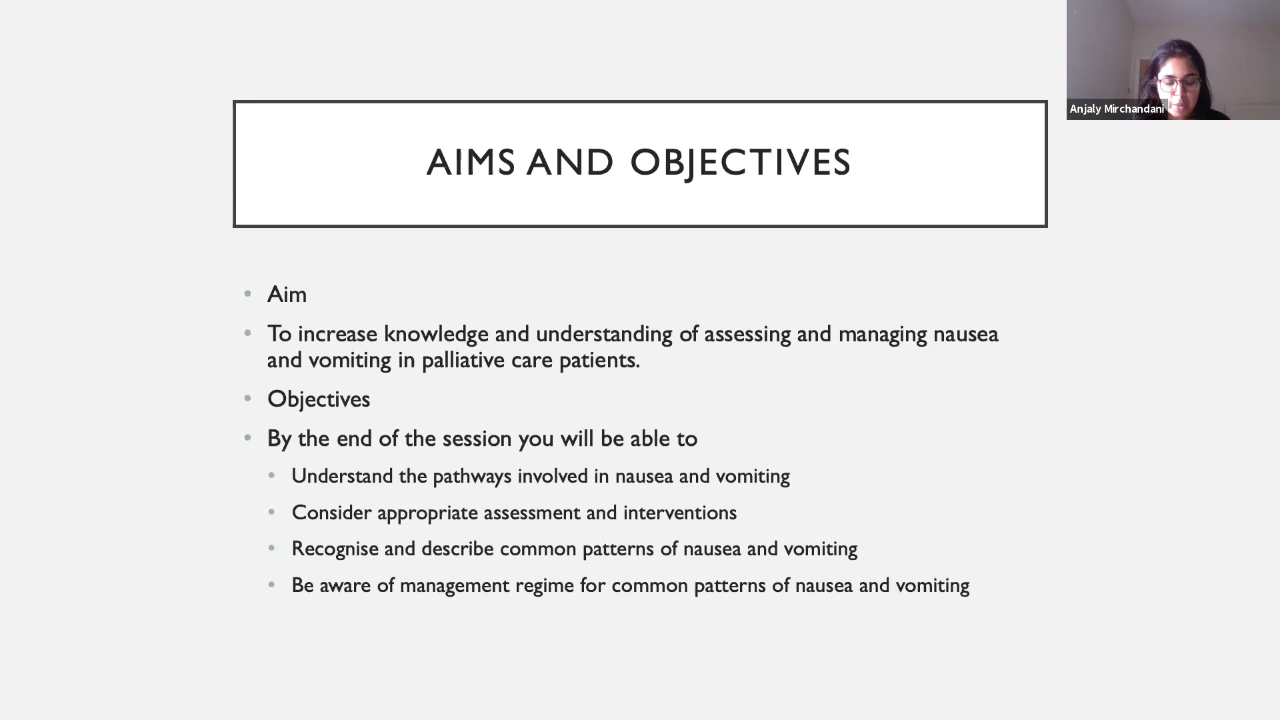 Anjaly Mirchandani
AIMS AND OBJECTIVES
• Aim
• To increase knowledge and understanding of assessing and managing nausea
and vomiting in palliative care patients.
• Objectives
• By the end of the session you will be able to
• Understand the pathways involved in nausea and vomiting
• Consider appropriate assessment and interventions
• Recognise and describe common patterns of nausea and vomiting
• Be aware of management regime for common patterns of nausea and vomiting